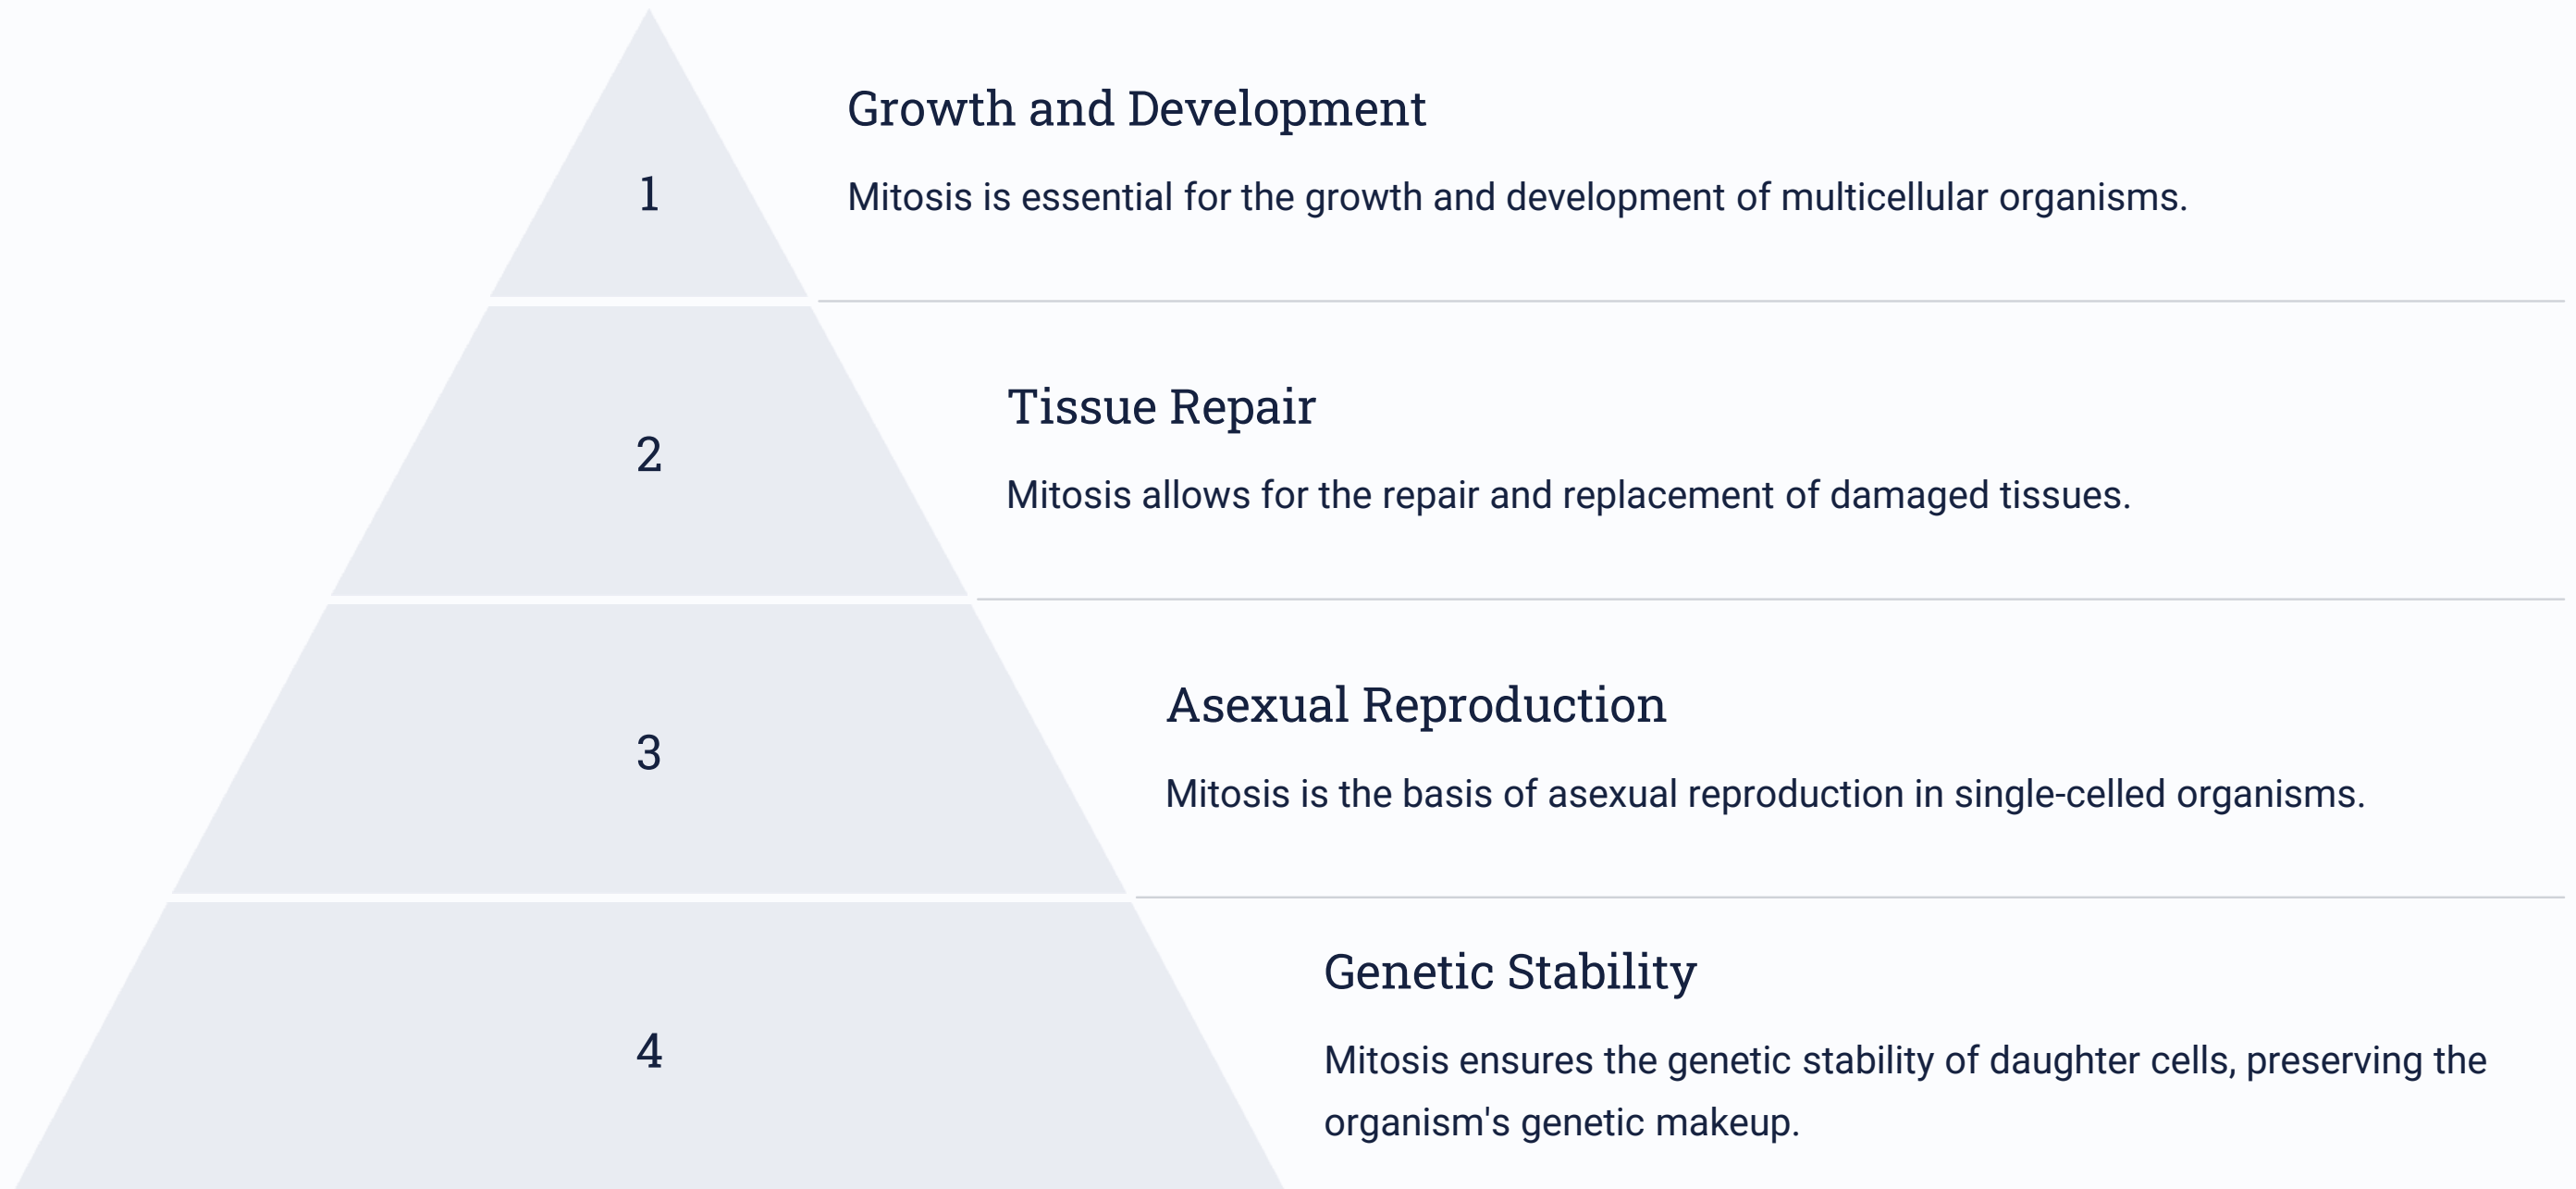 1
Growth and Development
Mitosis is essential for the growth and development of multicellular organisms.
2
Tissue Repair
Mitosis allows for the repair and replacement of damaged tissues.
3
Asexual Reproduction
Mitosis is the basis of asexual reproduction in single-celled organisms.
4
Genetic Stability
Mitosis ensures the genetic stability of daughter cells, preserving the
organism's genetic makeup.